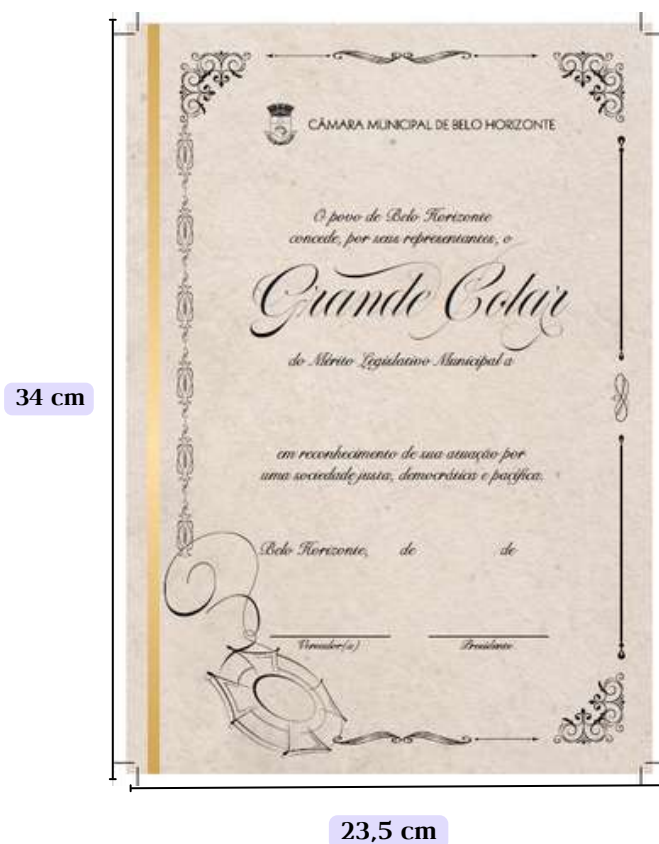 CÂMARA MUNICIPAL DE BELO HORIZONTE
O povo de Belo Horizonte
concede, por seus representantes, o
Grande Colar
do Mérito Legislativo Municipal a
34 cm
em reconhecimento de sua atuação por
uma sociedade justa, democrática e pacífica.
Belo Horizonte, de de
Vereador(a) Presidente
23,5 cm